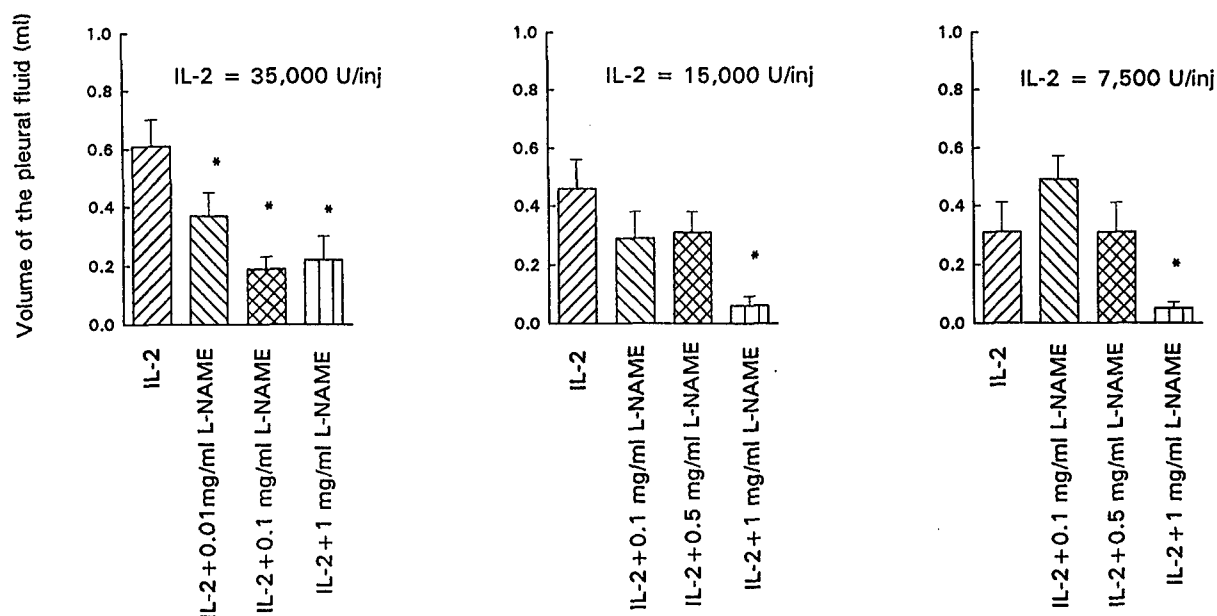 Volume of the pleural fluid (ml)
1.0
0.8
0.6
0.4
0.2
0.0
IL-2 = 35,000 U/inj
*
*
*
IL-2
IL-2+0.01mg/ml L-NAME
IL-2+0.1 mg/ml L-NAME
IL-2+1 mg/ml L-NAME
1.0
0.8
0.6
0.4
0.2
0.0
IL-2 = 15,000 U/inj
*
IL-2
IL-2+0.1 mg/ml L-NAME
IL-2+0.5 mg/ml L-NAME
IL-2+1 mg/ml L-NAME
1.0
0.8
0.6
0.4
0.2
0.0
IL-2 = 7,500 U/inj
*
IL-2
IL-2+0.1 mg/ml L-NAME
IL-2+0.5 mg/ml L-NAME
IL-2+1 mg/ml L-NAME